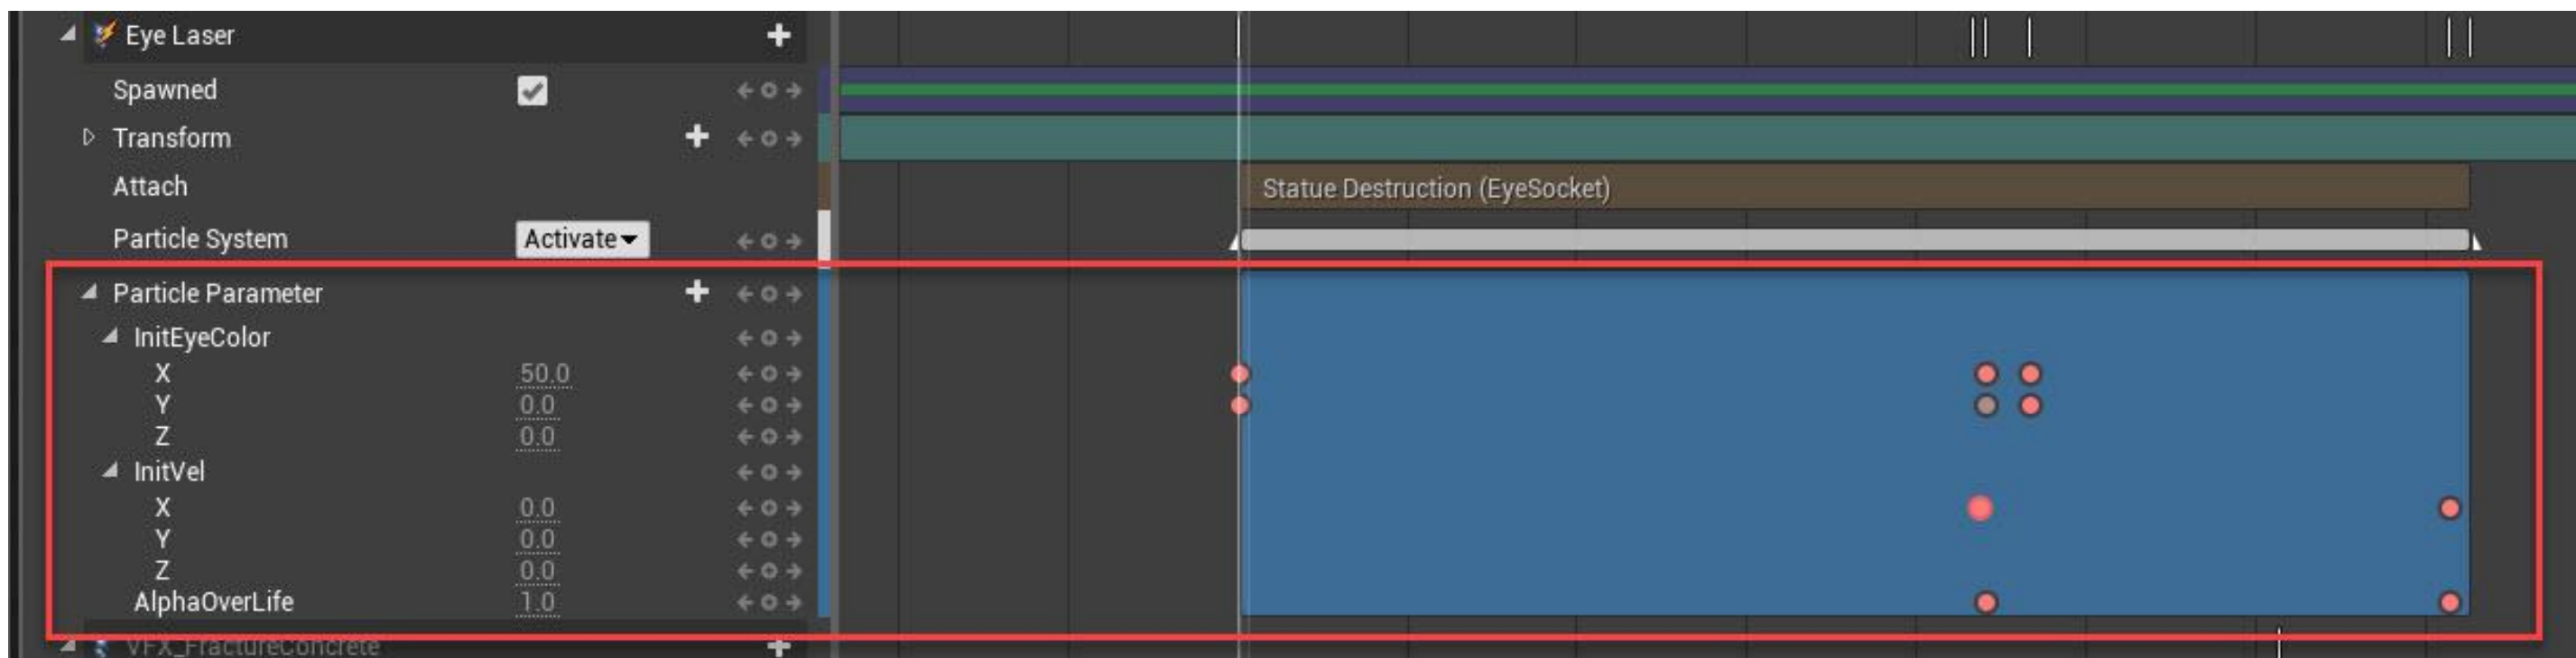 Eye Laser
Spawned
Transform
Attach
Statue Destruction (EyeSocket)
Particle System Activate
Particle Parameter
InitEyeColor
X 50.0
Y 0.0
Z 0.0
InitVel
X 0.0
Y 0.0
Z 0.0
AlphaOverLife 1.0
VFX_FractureConcrete